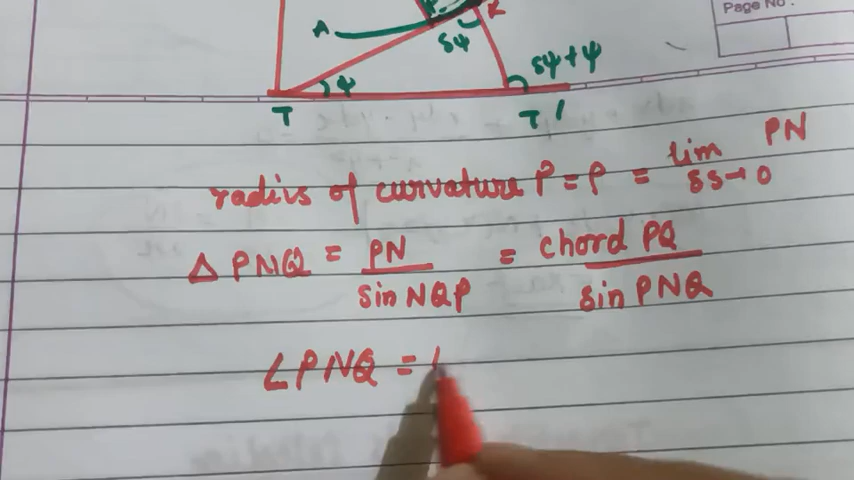 Page No.
A
δψ
R
ψ
δψ+ψ
T
T'
radius of curvature P = ρ = lim δs→0 PN
Δ PNQ = PN / sin NQP = chord PQ / sin PNQ
∠PNQ =